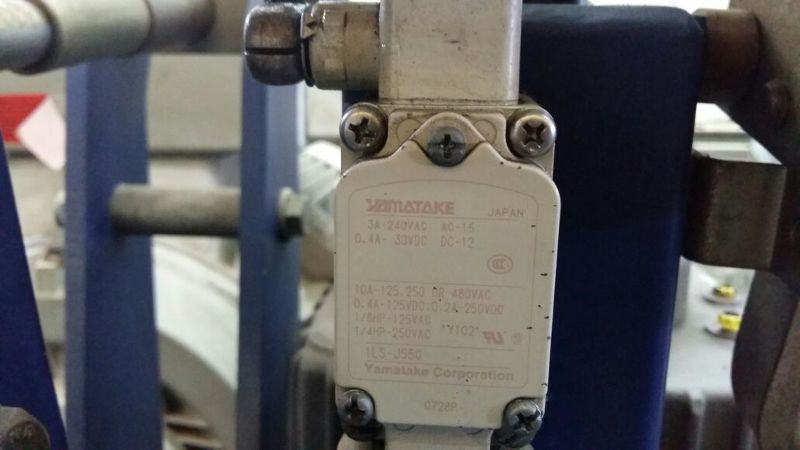 YAMATAKE JAPAN
3A-240VAC AC-15
0.4A- 30VDC DC-12
CCC
10A-125,250 OR 480VAC
0.4A-125VDC:0.2A-250VDC
1/8HP-125VAC
1/4HP-250VAC "Y102"
1LS-J550
Yamatake Corporation
0728P